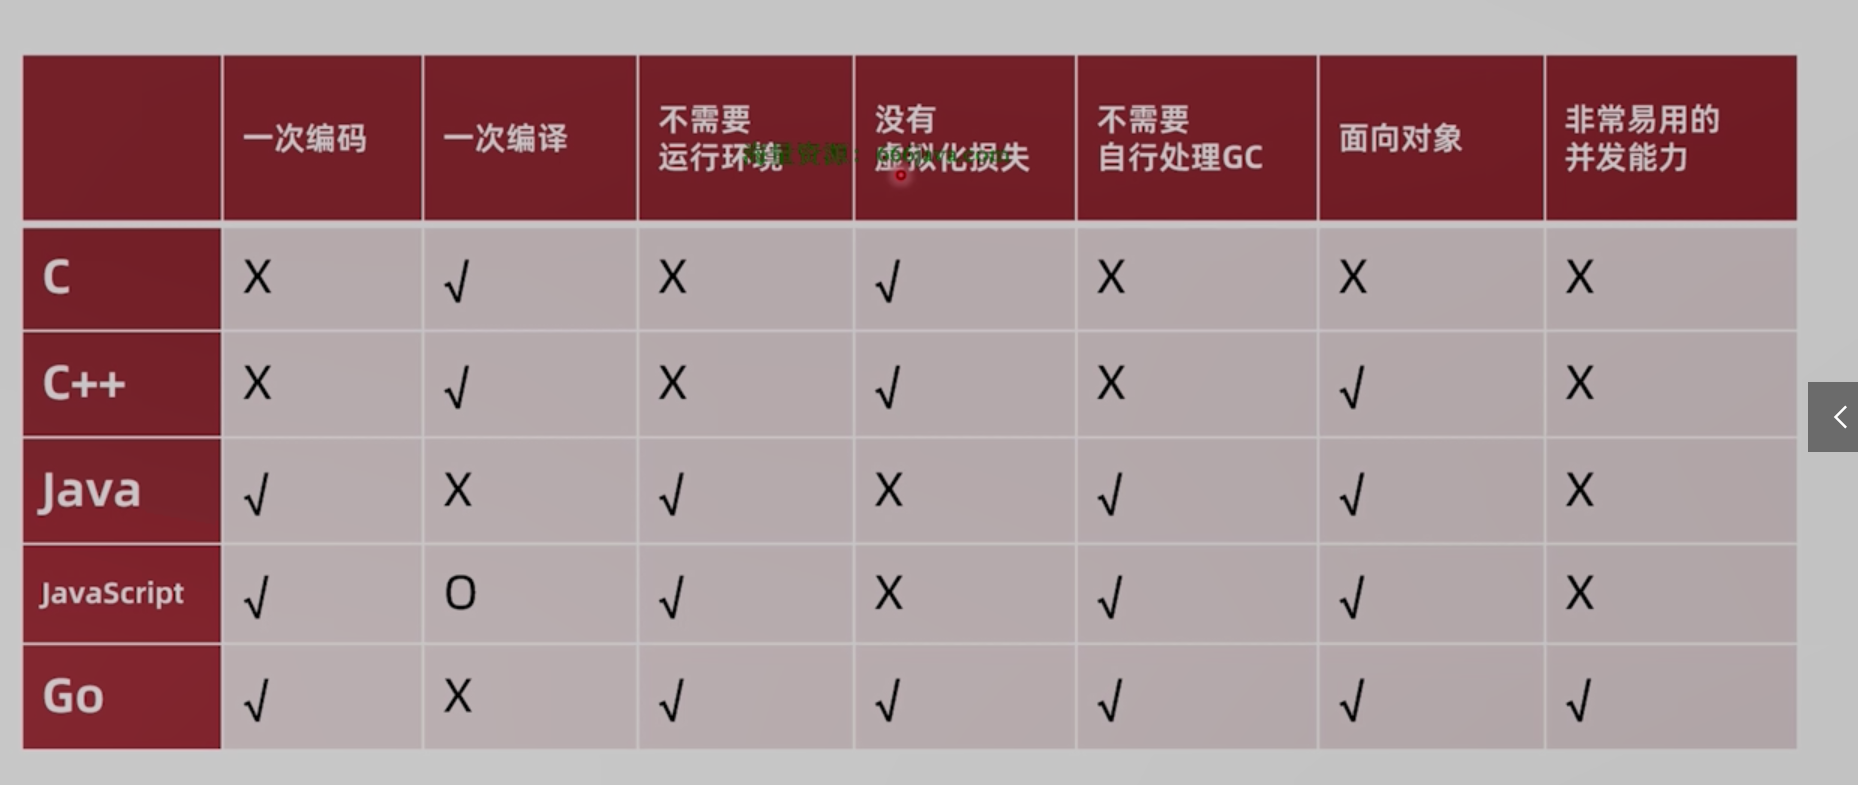 一次编码
一次编译
不需要
运行环境
没有
虚拟化损失
不需要
自行处理GC
面向对象
非常易用的
并发能力
C X √ X √ X X X
C++ X √ X √ X √ X
Java √ X √ X √ √ X
JavaScript √ O √ X √ √ X
Go √ X √ √ √ √ √